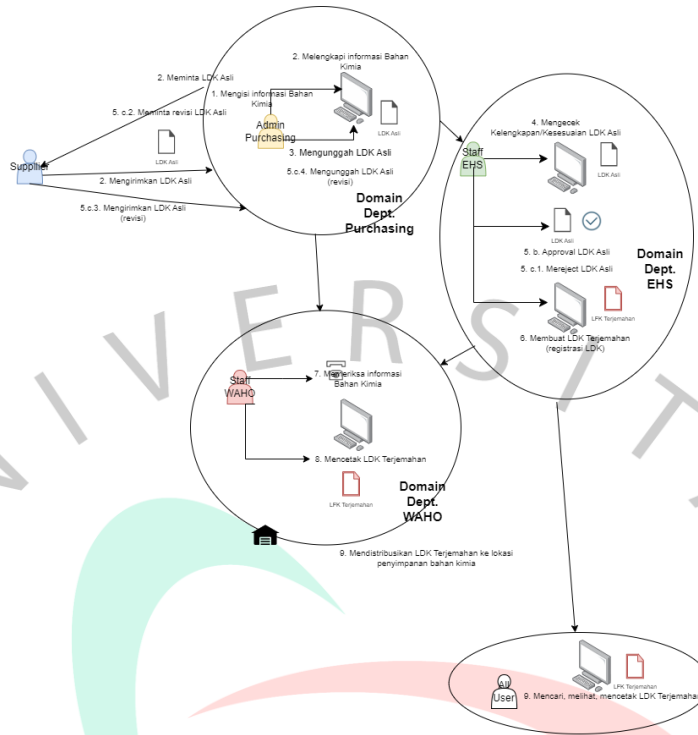 2. Melengkapi informasi Bahan
Kimia
2. Meminta LDK Asli
1. Mengisi informasi Bahan
Kimia
5. c.2. Meminta revisi LDK Asli
LDK Asli
Admin
Purchasing
LDK Asli
3. Mengunggah LDK Asli
5.c.4. Mengunggah LDK Asli
(revisi)
Supplier
2. Mengirimkan LDK Asli
5.c.3. Mengirimkan LDK Asli
(revisi)
Domain
Dept.
Purchasing
4. Mengecek
Kelengkapan/Kesesuaian LDK Asli
Staff
EHS
LDK Asli
LDK Asli
5. b. Approval LDK Asli
5. c.1. Mereject LDK Asli
Domain
Dept.
EHS
LFK Terjemahan
6. Membuat LDK Terjemahan
(registrasi LDK)
Staff
WAHO
7. Memeriksa informasi
Bahan Kimia
8. Mencetak LDK Terjemahan
LFK Terjemahan
Domain
Dept.
WAHO
9. Mendistribusikan LDK Terjemahan ke lokasi
penyimpanan bahan kimia
All
User
LFK Terjemahan
9. Mencari, melihat, mencetak LDK Terjemahan
NIVERSITA